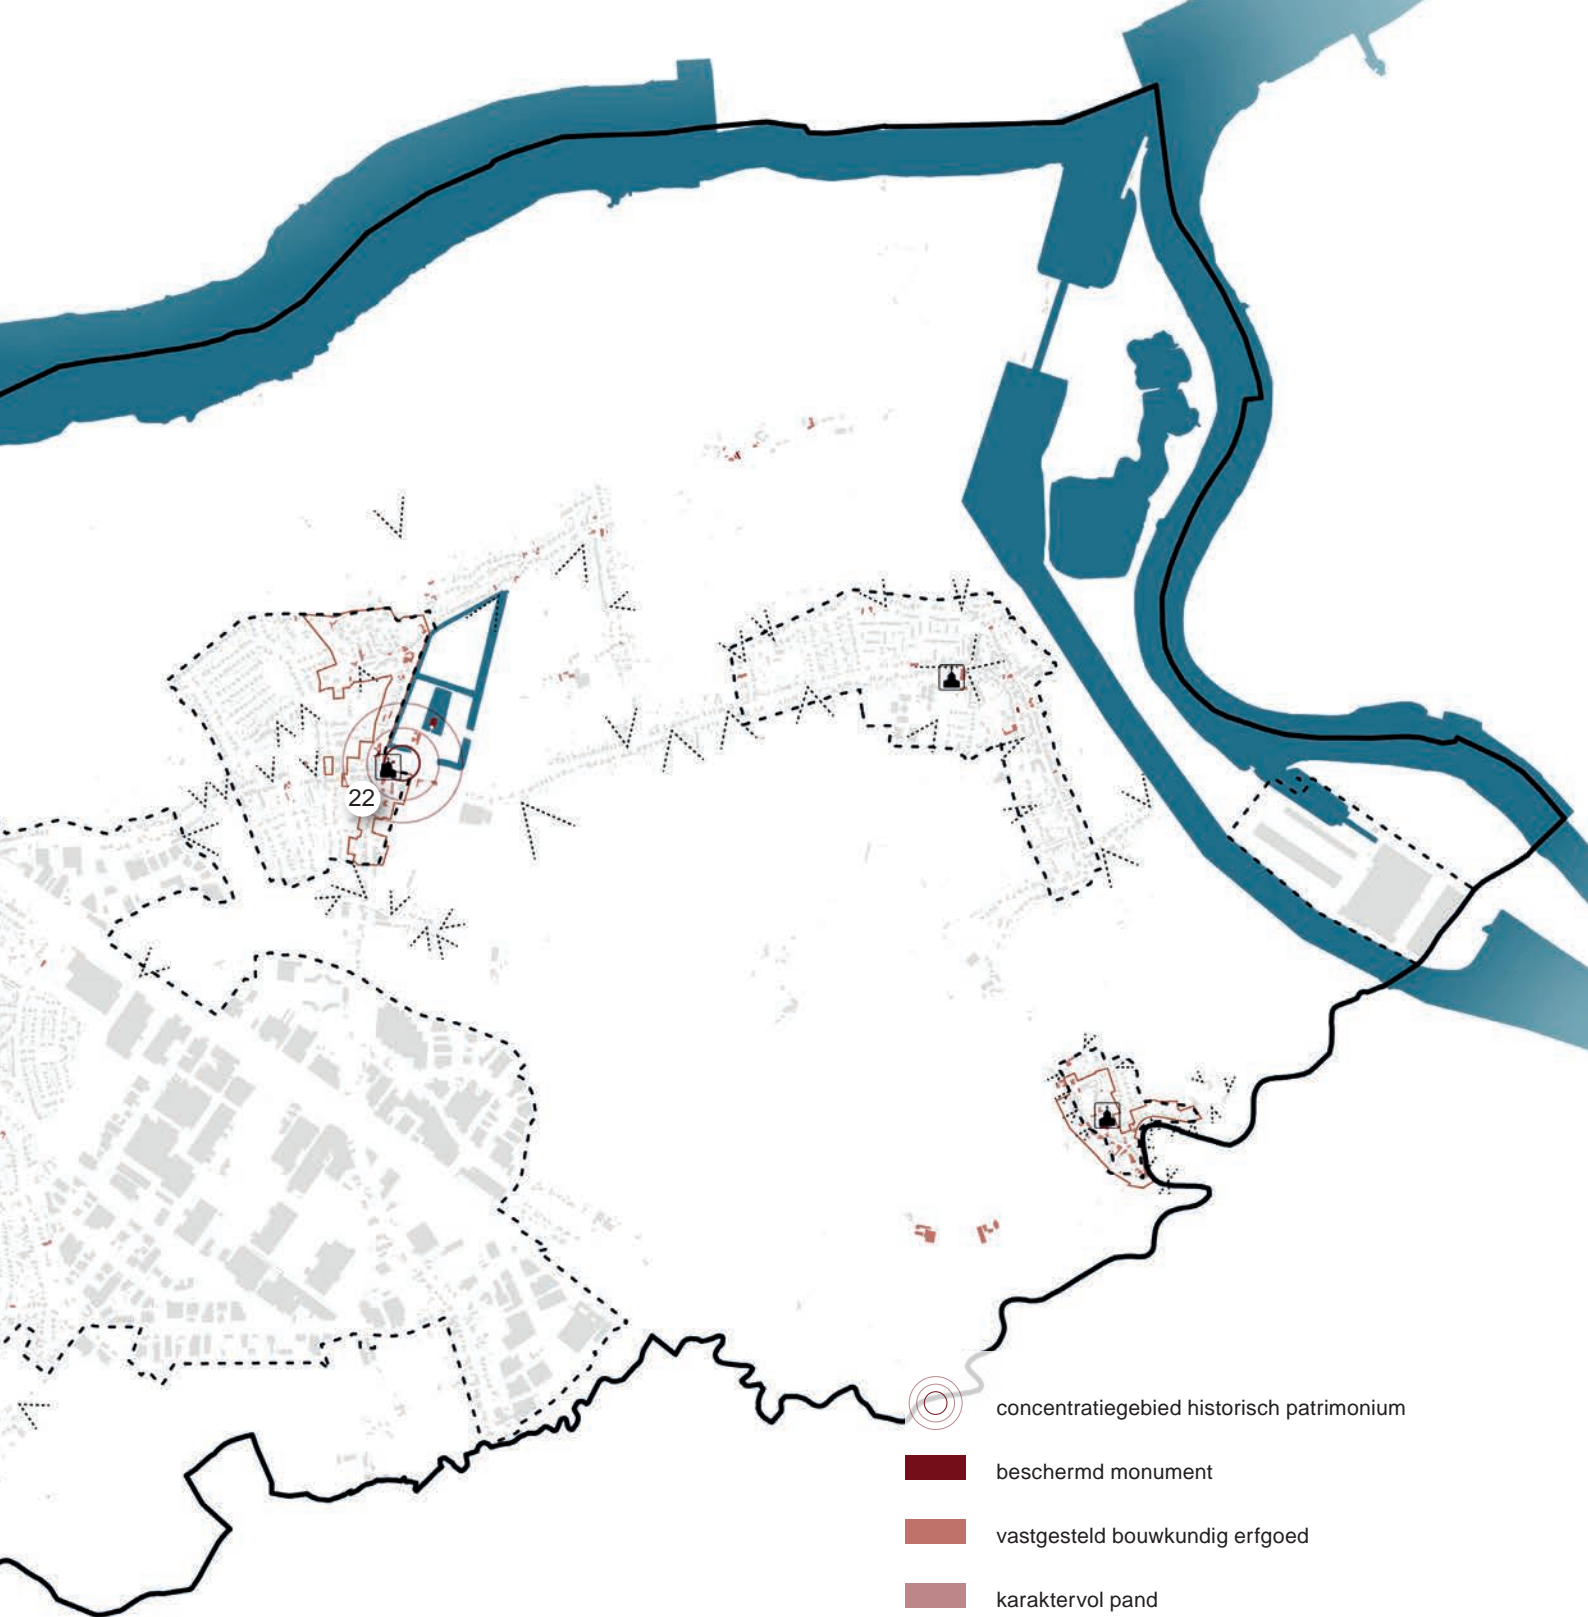 22
concentratiegebied historisch patrimonium
beschermd monument
vastgesteld bouwkundig erfgoed
karaktervol pand